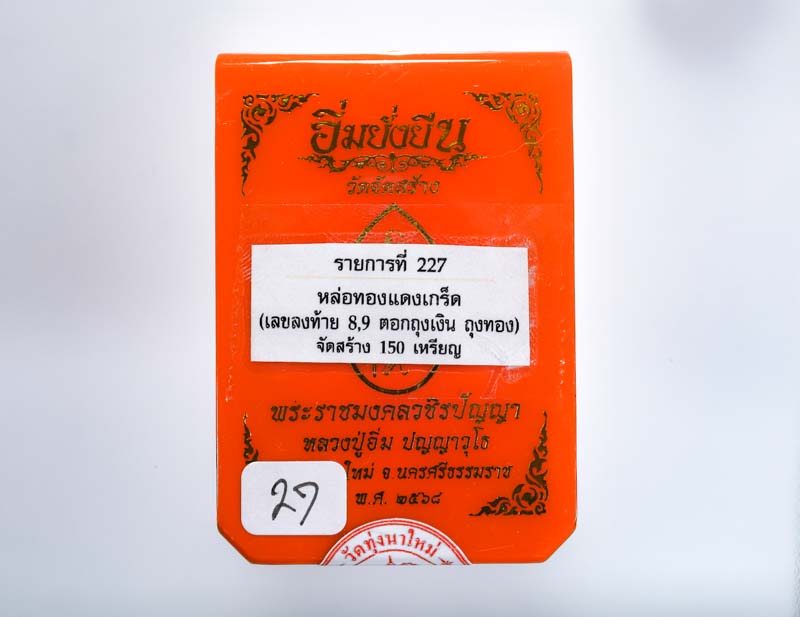 อิ่มยั่งยืน
วัดจัดสร้าง
รายการที่ 227
หล่อทองแดงเกร็ด
(เลขลงท้าย 8,9 ตอกถุงเงิน ถุงทอง)
จัดสร้าง 150 เหรียญ
พระราชมงคลวชิรปัญญา
หลวงปู่อิ่ม ปญฺญาวุโธ
ใหม่ จ.นครศรีธรรมราช
พ.ศ. ๒๕๖๘
27
วัดทุ่งนาใหม่